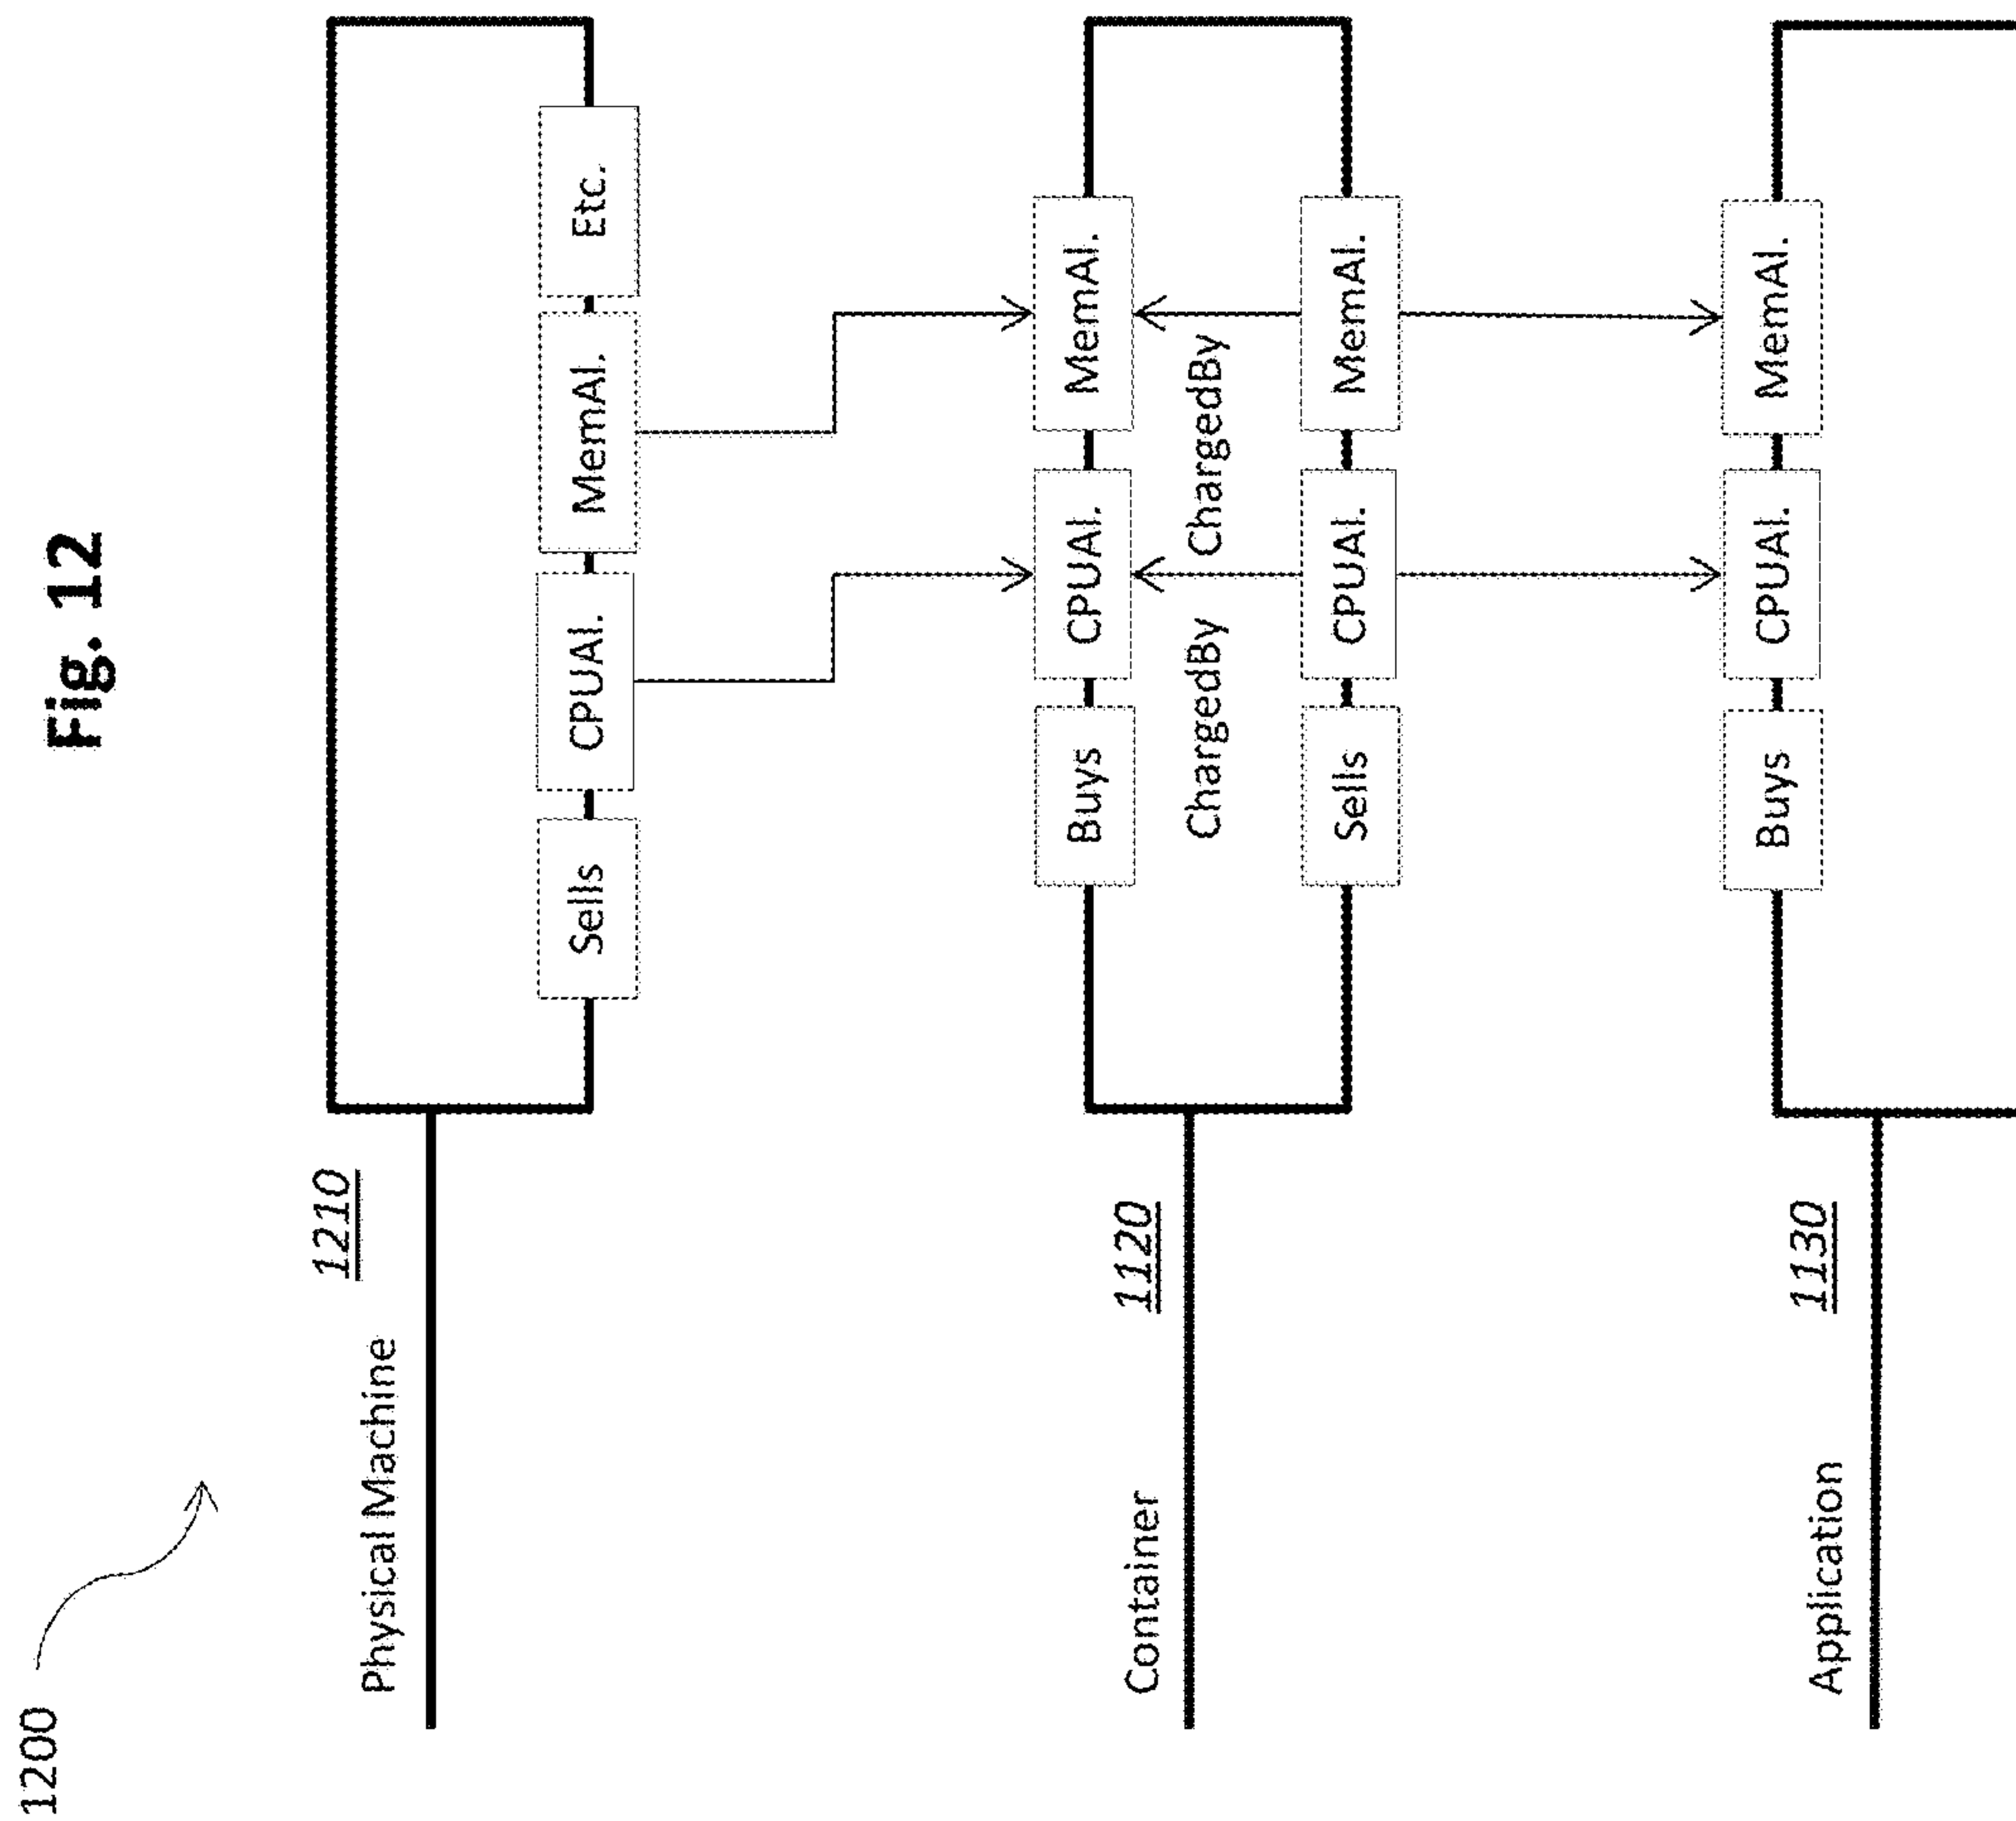 Fig. 12
1200
Physical Machine
1210
Sells
CPUAl.
MemAl.
Etc.
Container
1120
Buys
CPUAl.
MemAl.
ChargedBy
ChargedBy
Sells
CPUAl.
MemAl.
Application
1130
Buys
CPUAl.
MemAl.